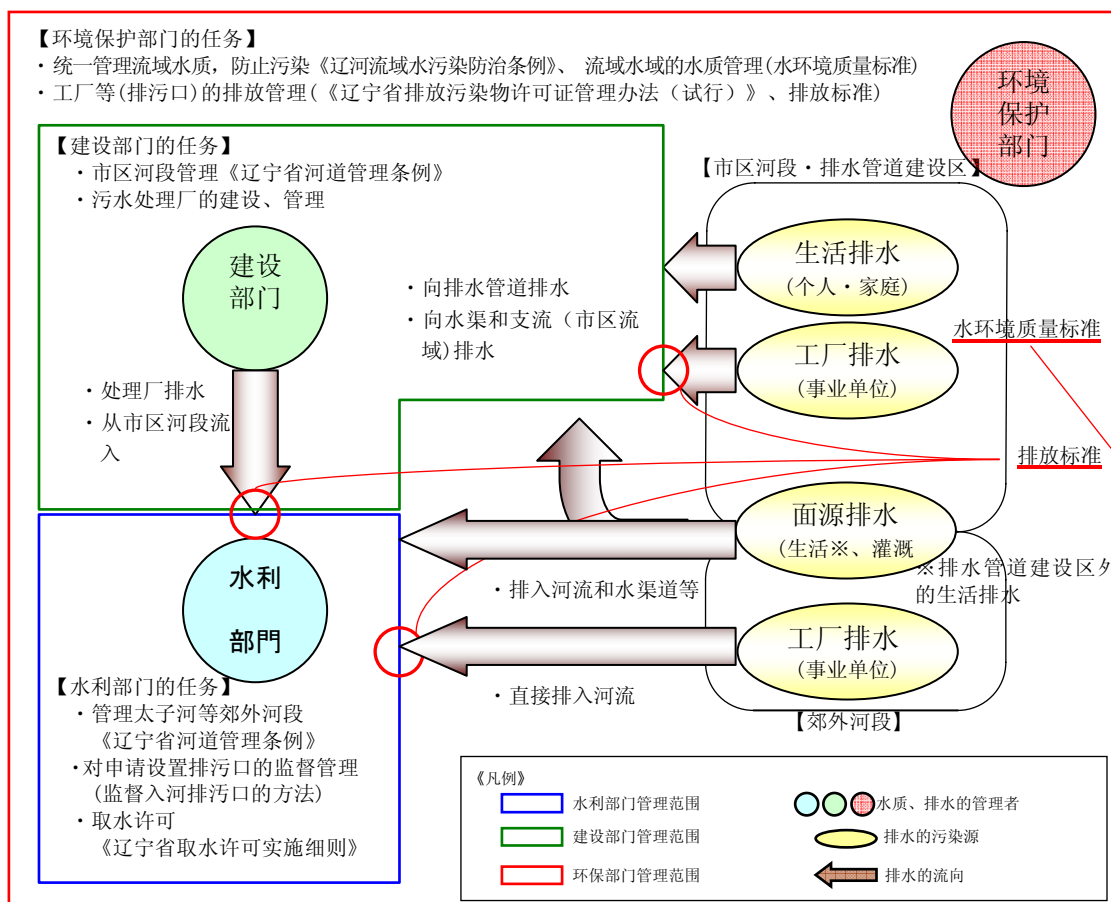 【环境保护部门的任务】
・统一管理流域水质，防止污染《辽河流域水污染防治条例》、 流域水域的水质管理(水环境质量标准)
・工厂等(排污口)的排放管理(《辽宁省排放污染物许可证管理办法（试行）》、排放标准)
环境
保护
部门
【建设部门的任务】
・市区河段管理《辽宁省河道管理条例》
・污水处理厂的建设、管理
【市区河段・排水管道建设区】
建设
部门
・向排水管道排水
・向水渠和支流（市区流
域)排水
生活排水
(个人・家庭)
工厂排水
(事业单位)
水环境质量标准
排放标准
・处理厂排水
・从市区河段流
入
面源排水
(生活※、灌溉
※排水管道建设区外
的生活排水
・排入河流和水渠道等
水利
部門
工厂排水
(事业单位)
・直接排入河流
【郊外河段】
【水利部门的任务】
・管理太子河等郊外河段
《辽宁省河道管理条例》
・对申请设置排污口的监督管理
(监督入河排污口的方法)
・取水许可
《辽宁省取水许可实施细则》
《凡例》
水利部门管理范围
水质、排水的管理者
建设部门管理范围
排水的污染源
环保部门管理范围
排水的流向